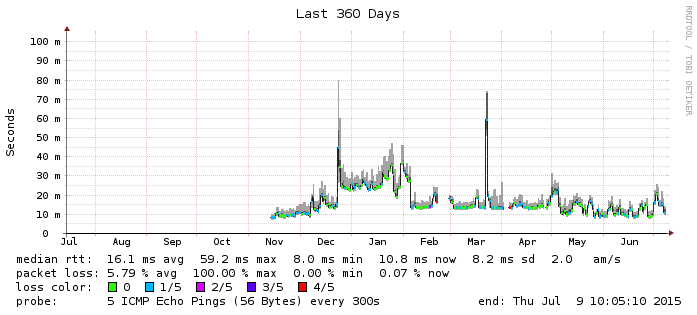 Last 360 Days
RRDTOOL / TOBI OETIKER
Seconds
100 m
90 m
80 m
70 m
60 m
50 m
40 m
30 m
20 m
10 m
0
Jul Aug Sep Oct Nov Dec Jan Feb Mar Apr May Jun
median rtt: 16.1 ms avg 59.2 ms max 8.0 ms min 10.8 ms now 8.2 ms sd 2.0 am/s
packet loss: 5.79 % avg 100.00 % max 0.00 % min 0.07 % now
loss color: 0 1/5 2/5 3/5 4/5
probe: 5 ICMP Echo Pings (56 Bytes) every 300s end: Thu Jul 9 10:05:10 2015